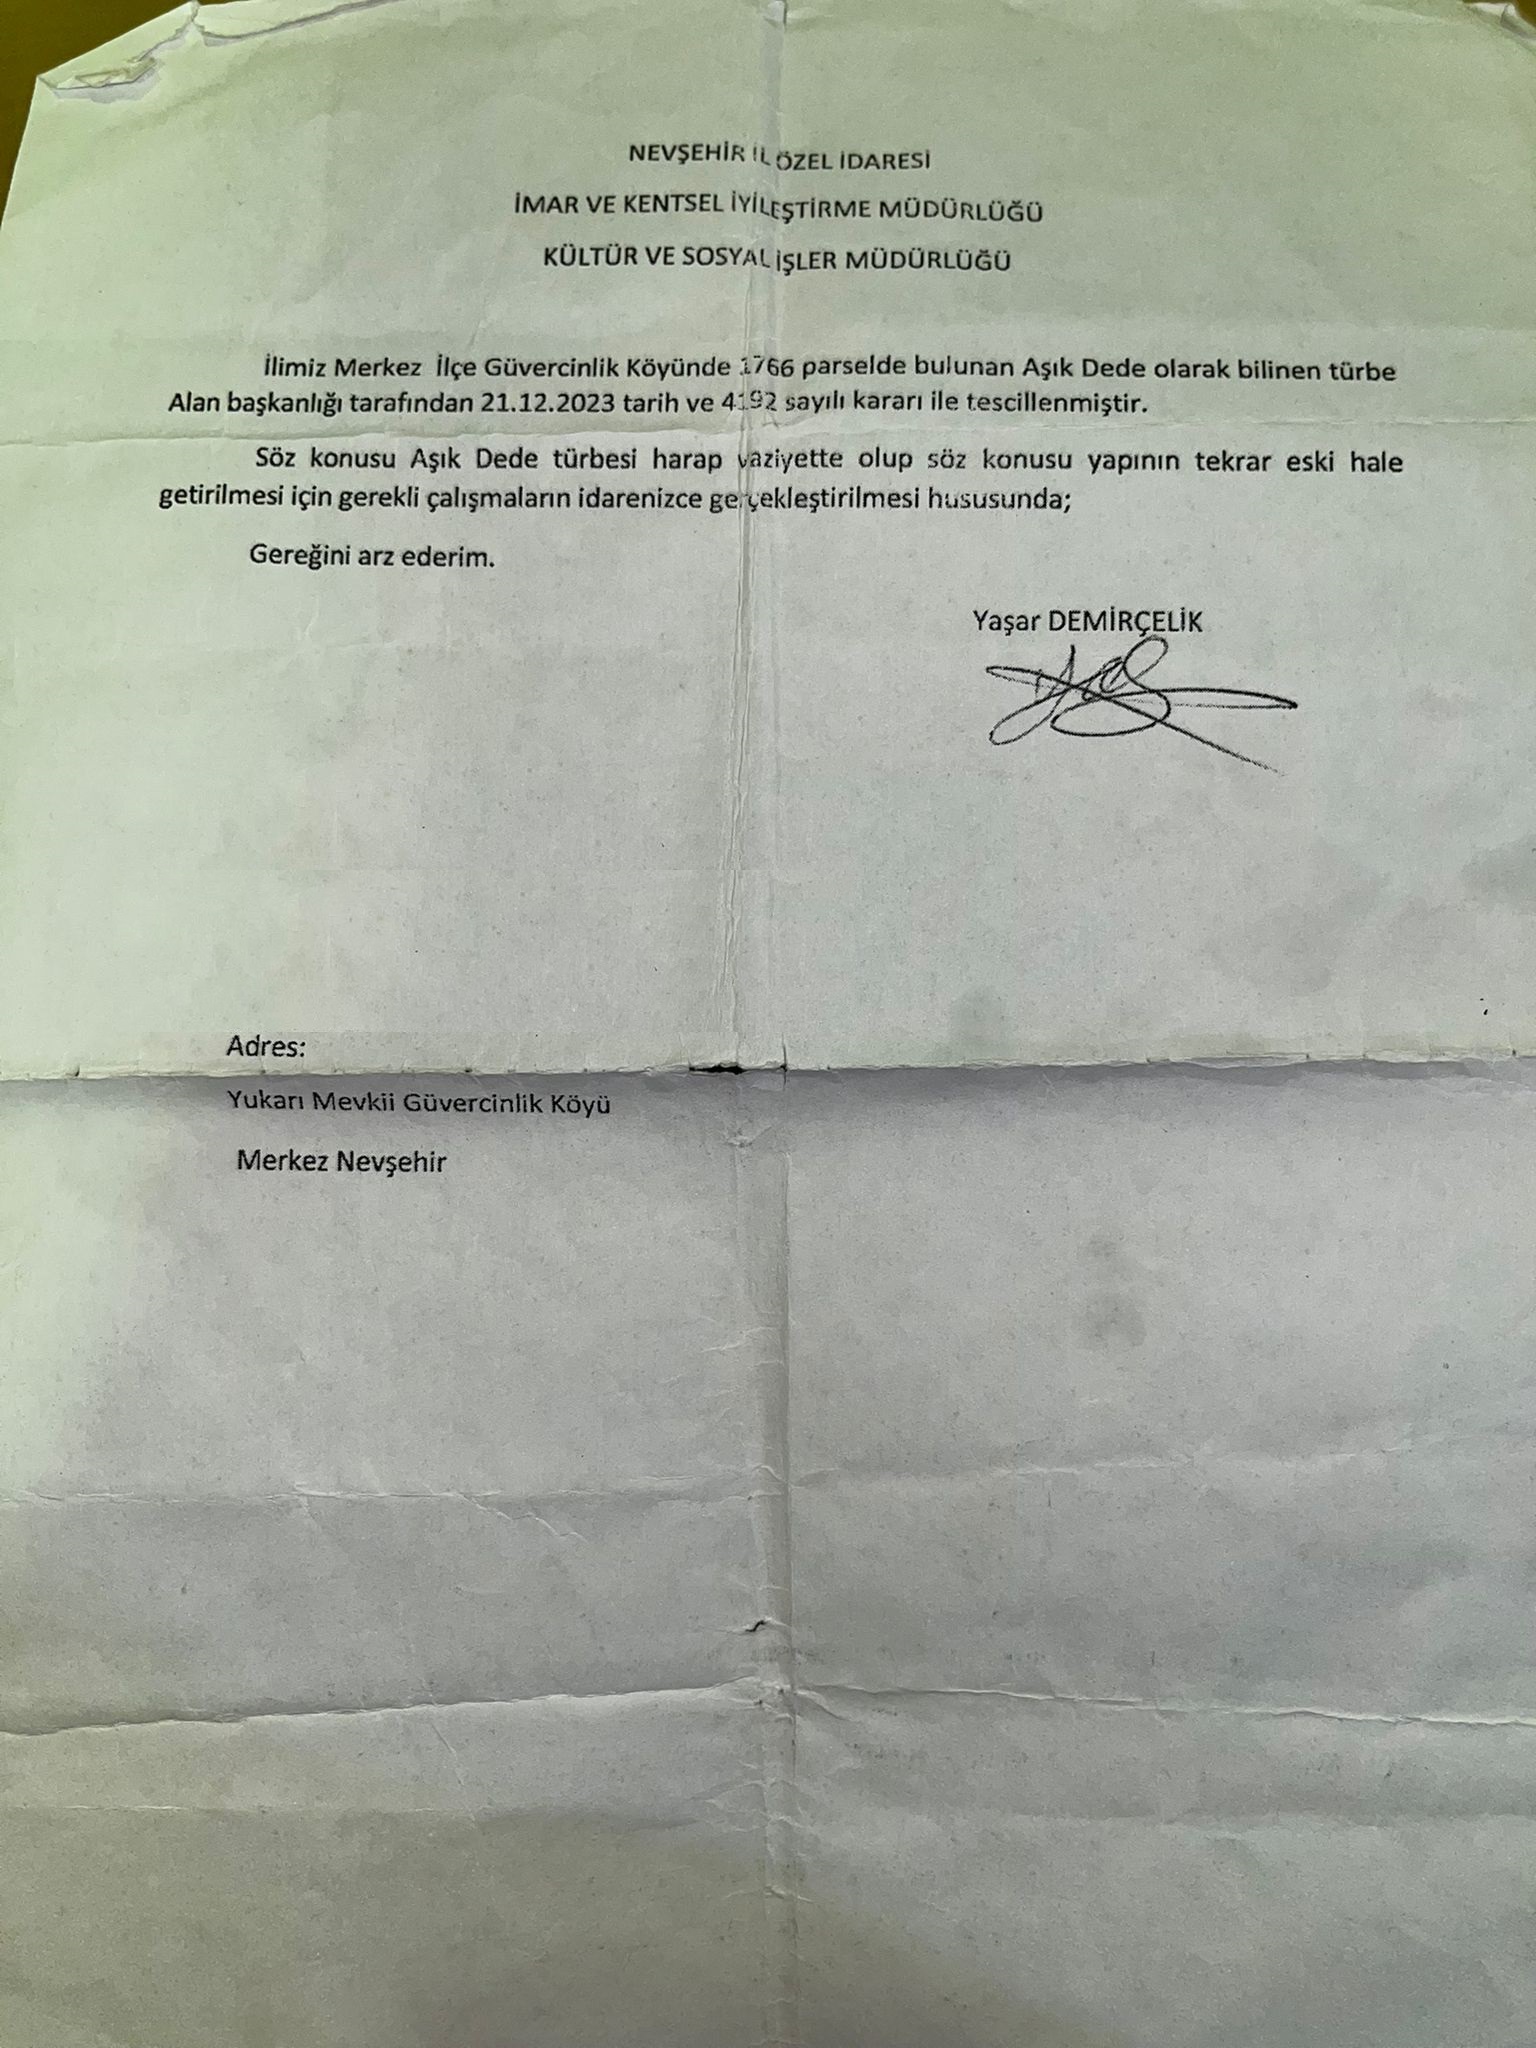 NEVŞEHİR İL ÖZEL İDARESİ
İMAR VE KENTSEL İYİLEŞTİRME MÜDÜRLÜĞÜ
KÜLTÜR VE SOSYAL İŞLER MÜDÜRLÜĞÜ
İlimiz Merkez İlçe Güvercinlik Köyünde 1766 parselde bulunan Aşık Dede olarak bilinen türbe
Alan başkanlığı tarafından 21.12.2023 tarih ve 4192 sayılı kararı ile tescillenmiştir.
Söz konusu Aşık Dede türbesi harap vaziyette olup söz konusu yapının tekrar eski hale
getirilmesi için gerekli çalışmaların idarenizce gerçekleştirilmesi hususunda;
Gereğini arz ederim.
Yaşar DEMİRÇELİK
Adres:
Yukarı Mevkii Güvercinlik Köyü
Merkez Nevşehir